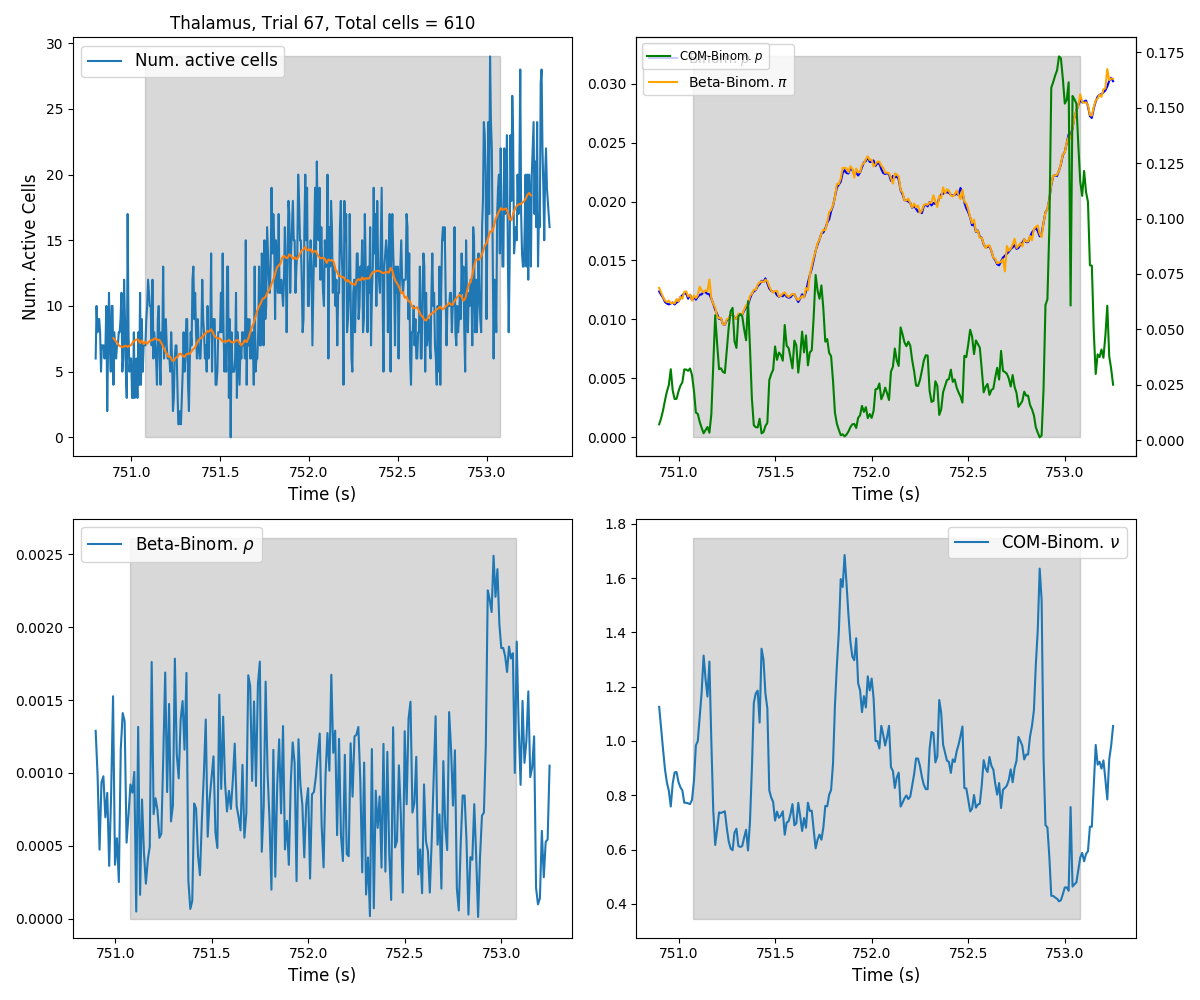 Thalamus, Trial 67, Total cells = 610
Num. active cells
Num. Active Cells
30
25
20
15
10
5
0
751.0 751.5 752.0 752.5 753.0
Time (s)
COM-Binom. p
Beta-Binom. π
0.030
0.025
0.020
0.015
0.010
0.005
0.000
0.175
0.150
0.125
0.100
0.075
0.050
0.025
0.000
751.0 751.5 752.0 752.5 753.0
Time (s)
Beta-Binom. ρ
0.0025
0.0020
0.0015
0.0010
0.0005
0.0000
751.0 751.5 752.0 752.5 753.0
Time (s)
COM-Binom. ν
1.8
1.6
1.4
1.2
1.0
0.8
0.6
0.4
751.0 751.5 752.0 752.5 753.0
Time (s)